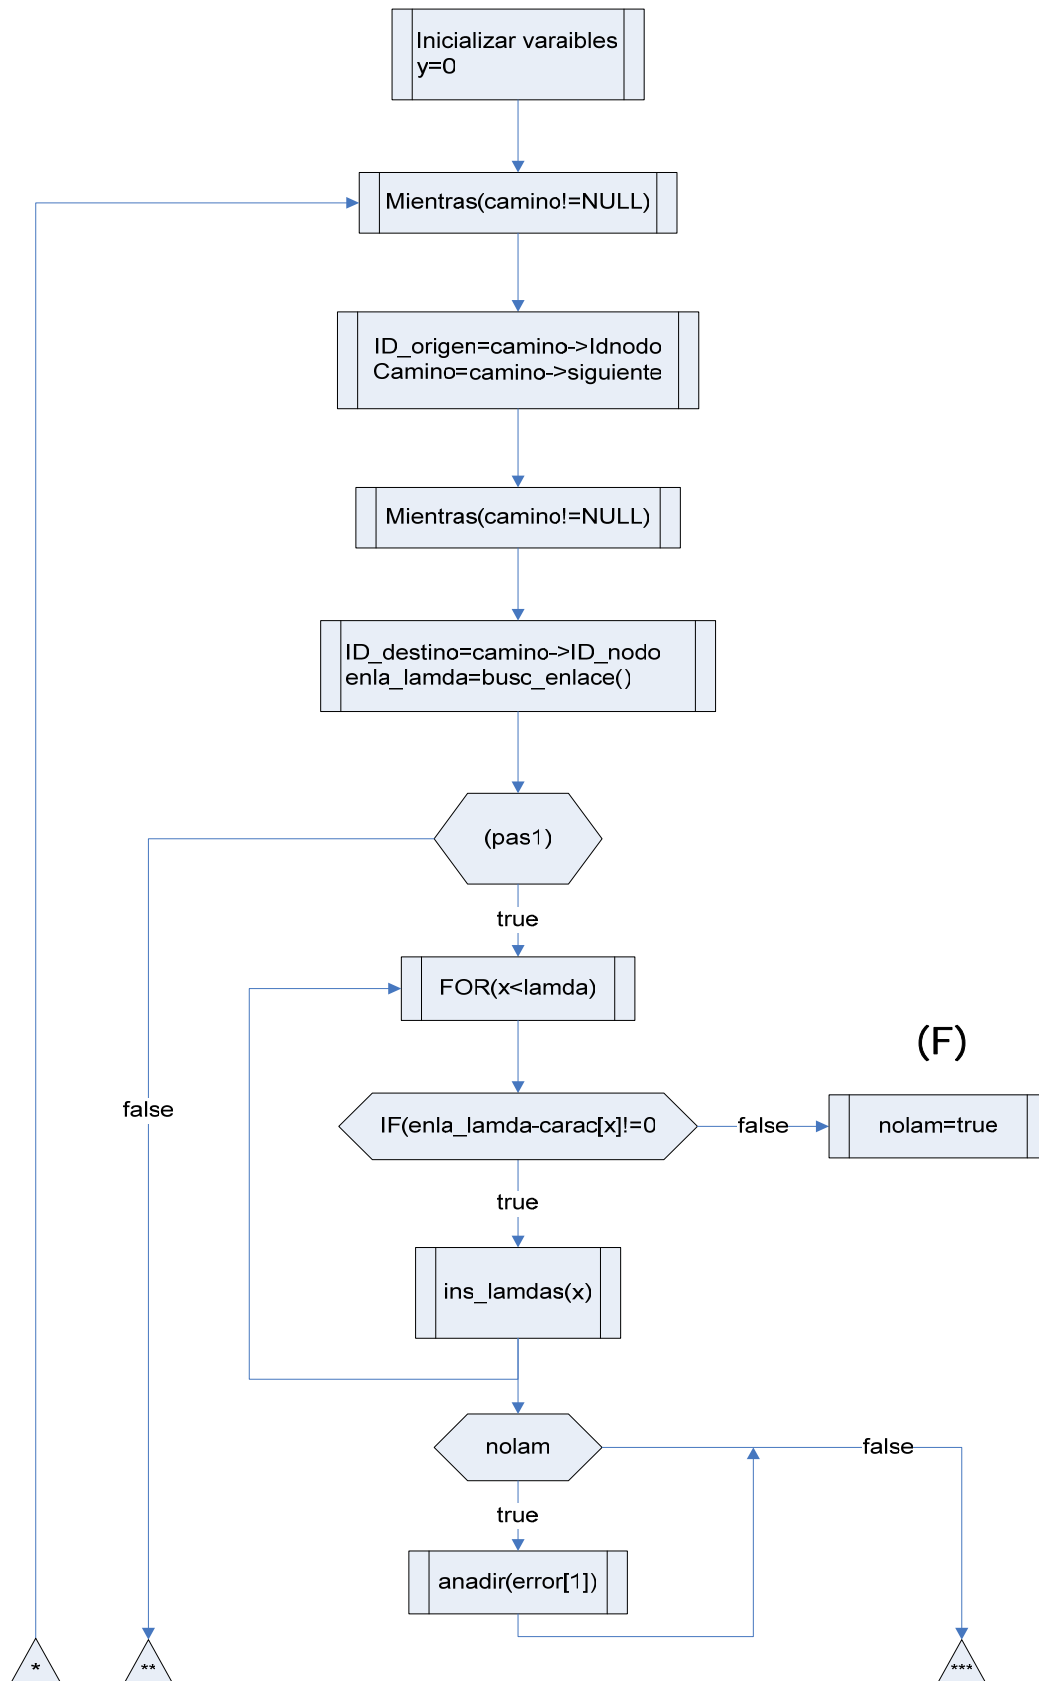 Inicializar varaibles
y=0
Mientras(camino!=NULL)
ID_origen=camino->Idnodo
Camino=camino->siguiente
Mientras(camino!=NULL)
ID_destino=camino->ID_nodo
enla_lamda=busc_enlace()
(pas1)
true
FOR(x<lamda)
(F)
false
IF(enla_lamda-carac[x]!=0
false
nolam=true
true
ins_lamdas(x)
nolam
false
true
anadir(error[1])
*
**
***